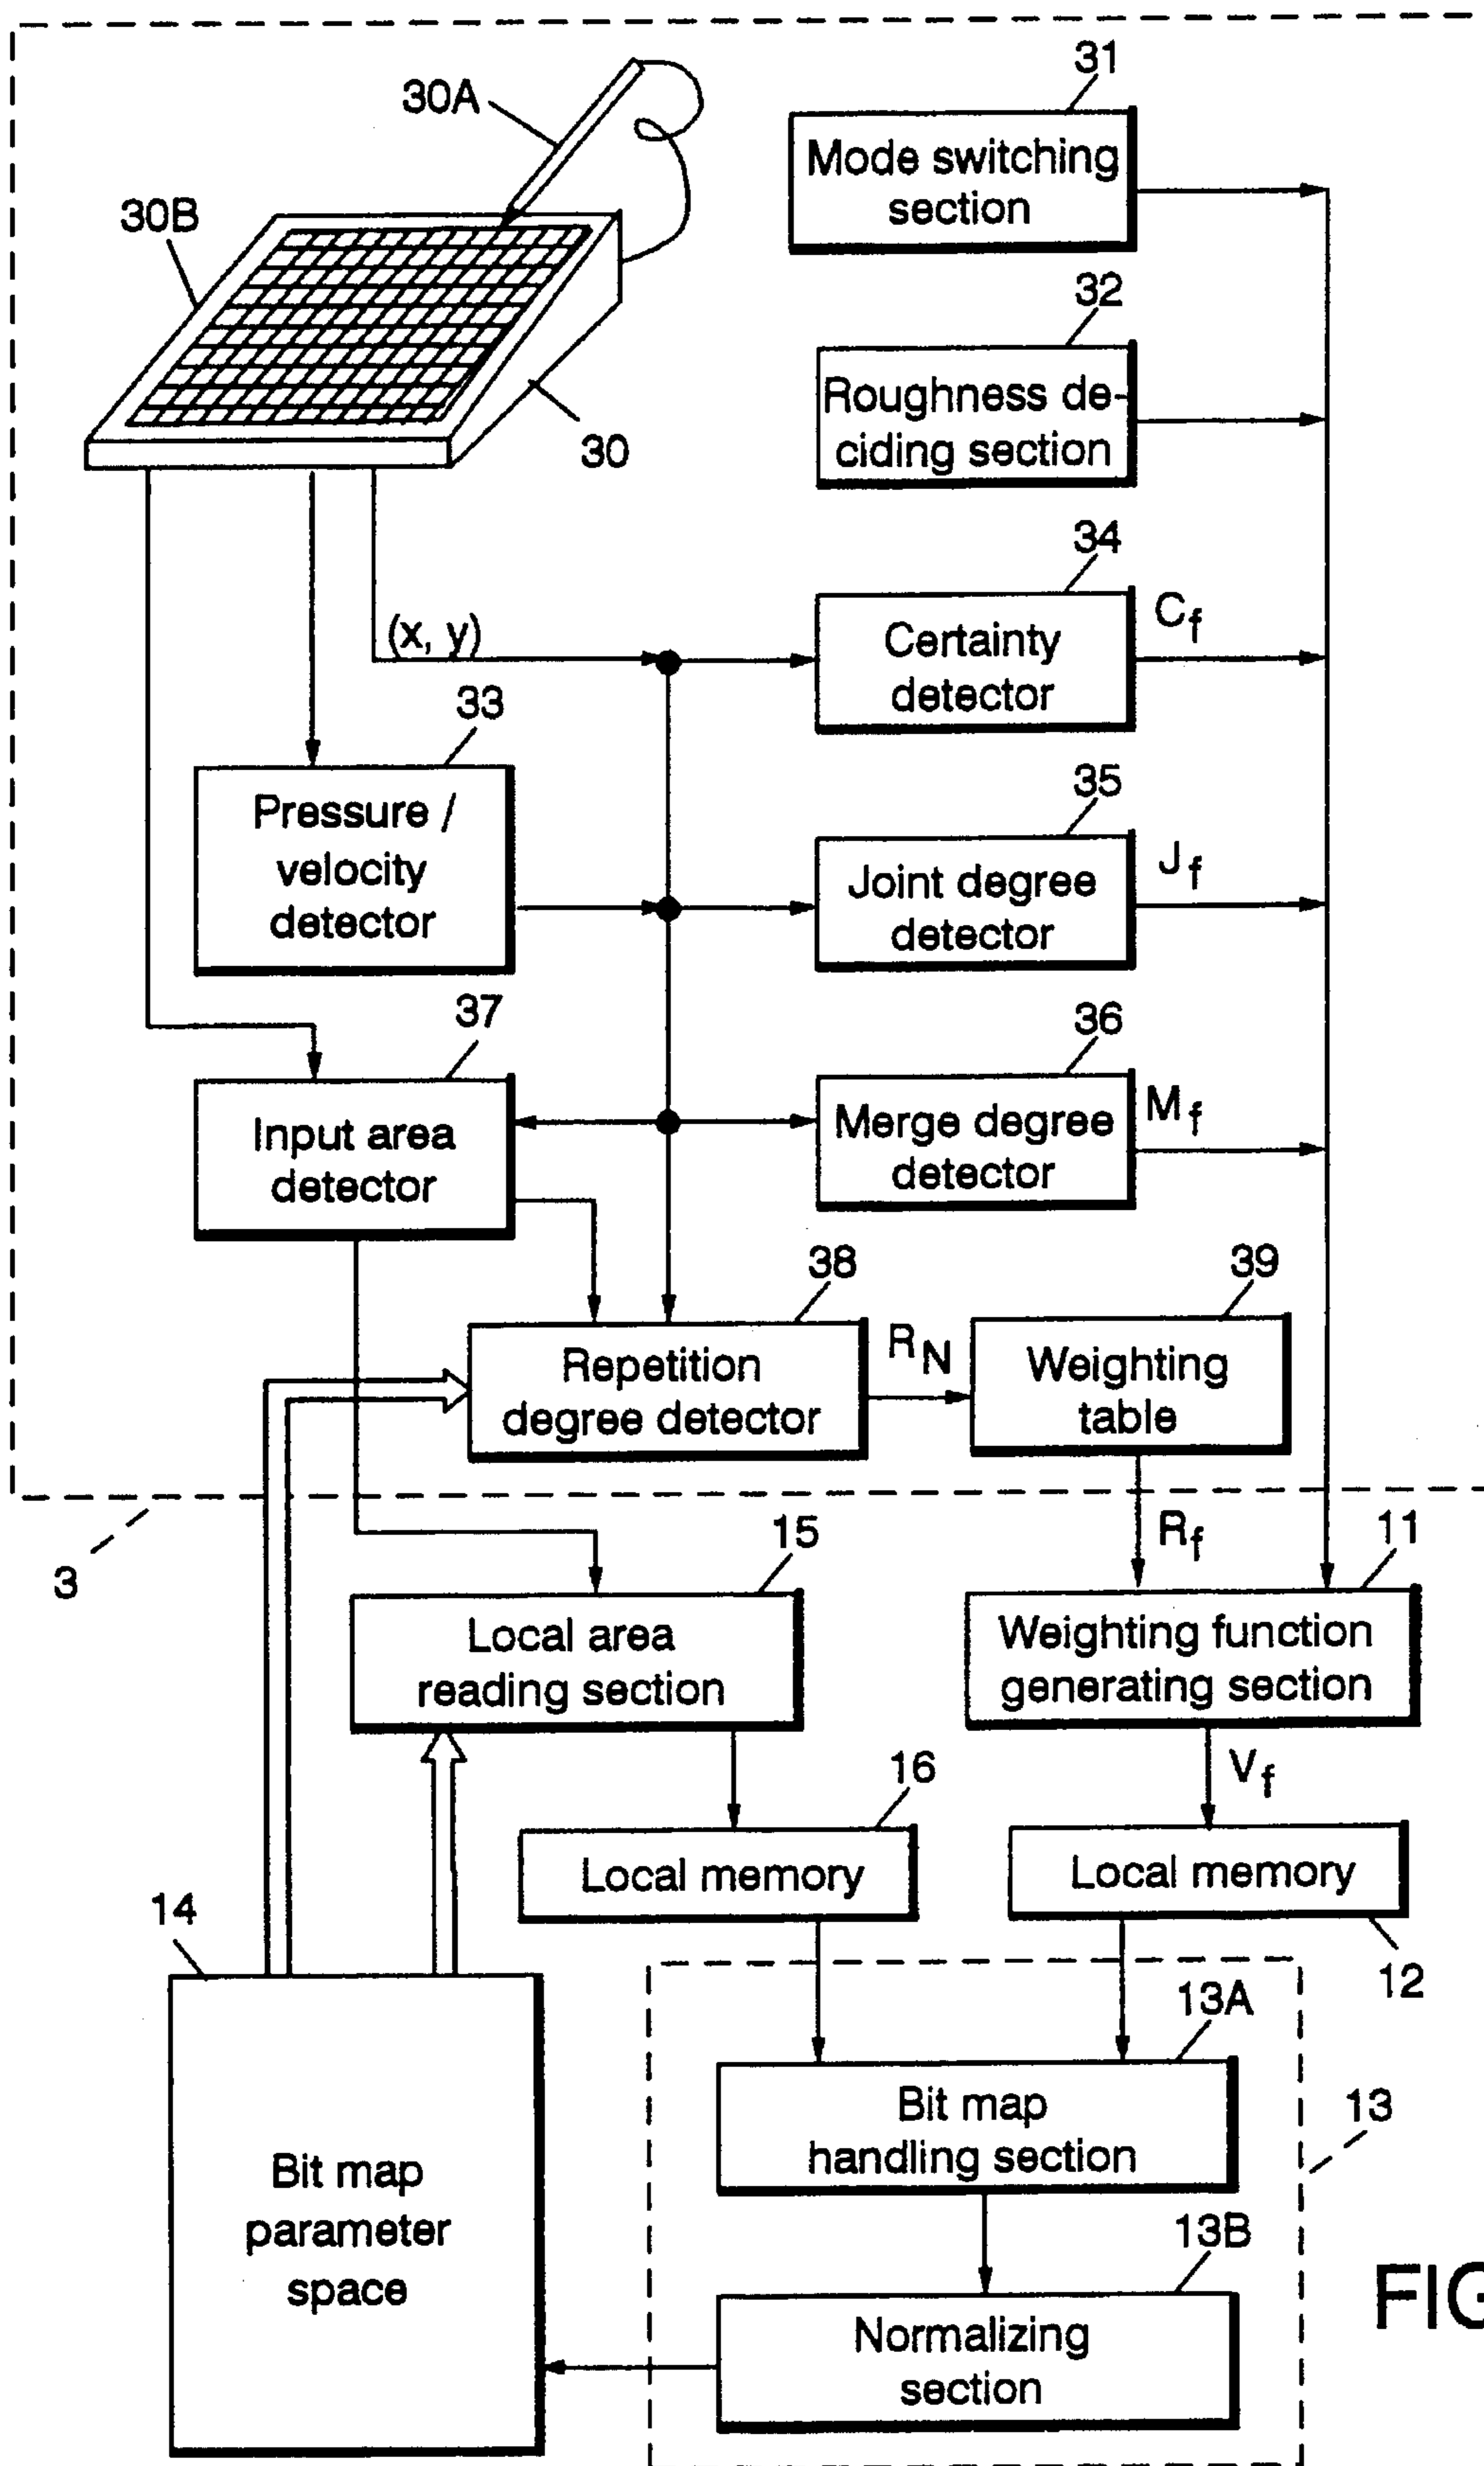 31
30A
Mode switching
section
30B
32
Roughness de-
ciding section
30
34
(x, y)
Certainty
detector
Cf
33
Pressure /
velocity
detector
35
Joint degree
detector
Jf
37
Input area
detector
36
Merge degree
detector
Mf
38
Repetition
degree detector
RN
39
Weighting
table
3
Rf
15
Local area
reading section
11
Weighting function
generating section
Vf
16
Local memory
Local memory
12
14
Bit map
parameter
space
13A
Bit map
handling section
13
13B
Normalizing
section
FIG